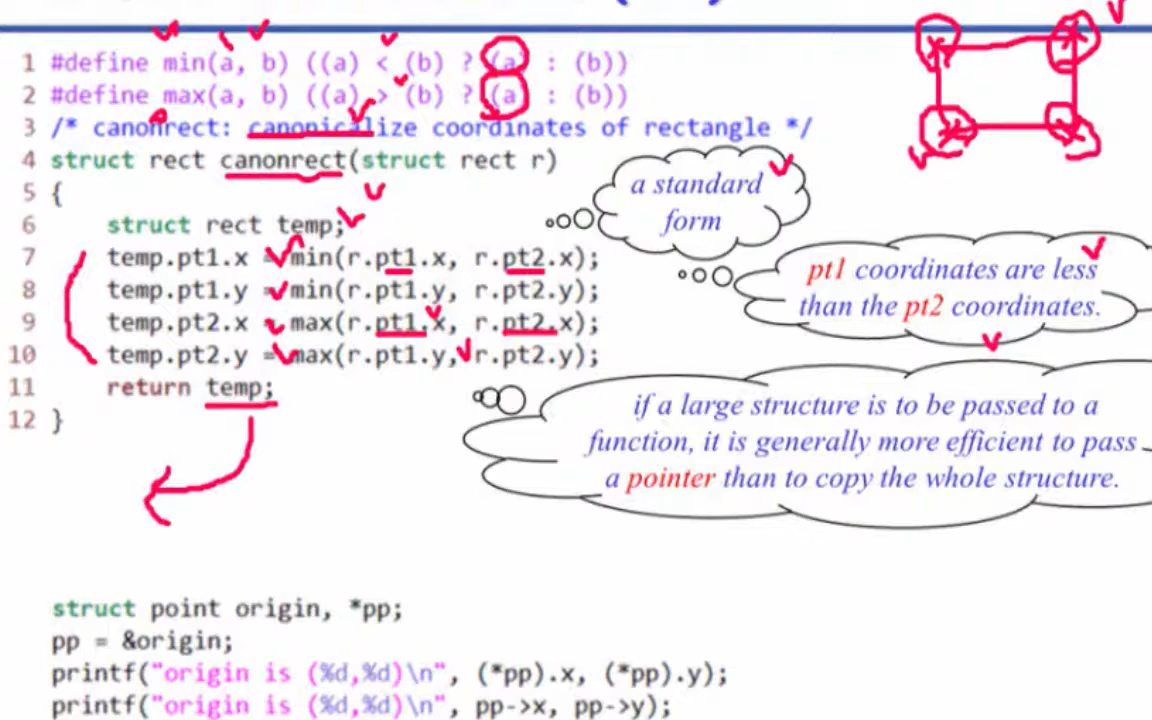 1 #define min(a, b) ((a) < (b) ? (a) : (b))
2 #define max(a, b) ((a) > (b) ? (a) : (b))
3 /* canonrect: canonicalize coordinates of rectangle */
4 struct rect canonrect(struct rect r)
5 {
6 struct rect temp;
7 temp.pt1.x = min(r.pt1.x, r.pt2.x);
8 temp.pt1.y = min(r.pt1.y, r.pt2.y);
9 temp.pt2.x = max(r.pt1.x, r.pt2.x);
10 temp.pt2.y = max(r.pt1.y, r.pt2.y);
11 return temp;
12 }
a standard
form
pt1 coordinates are less
than the pt2 coordinates.
if a large structure is to be passed to a
function, it is generally more efficient to pass
a pointer than to copy the whole structure.
struct point origin, *pp;
pp = &origin;
printf("origin is (%d,%d)\n", (*pp).x, (*pp).y);
printf("origin is (%d,%d)\n", pp->x, pp->y);